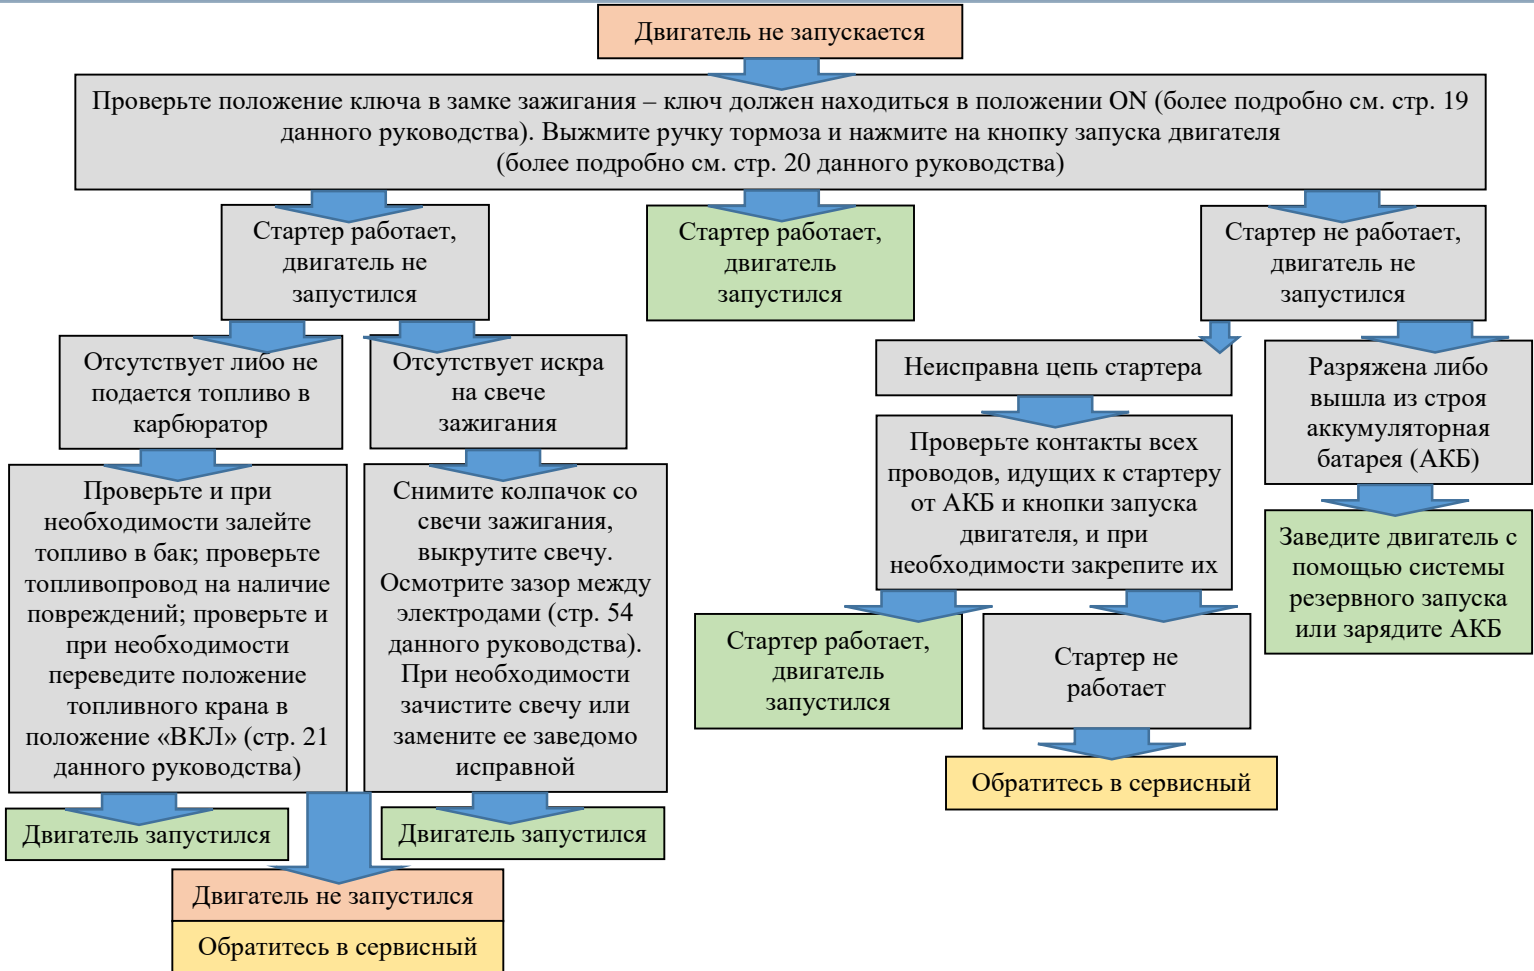 Двигатель не запускается
Проверьте положение ключа в замке зажигания – ключ должен находиться в положении ON (более подробно см. стр. 19
данного руководства). Выжмите ручку тормоза и нажмите на кнопку запуска двигателя
(более подробно см. стр. 20 данного руководства)
Стартер работает,
двигатель не
запустился
Стартер работает,
двигатель
запустился
Стартер не работает,
двигатель не
запустился
Отсутствует либо не
подается топливо в
карбюратор
Отсутствует искра
на свече
зажигания
Неисправна цепь стартера
Разряжена либо
вышла из строя
аккумуляторная
батарея (АКБ)
Проверьте и при
необходимости залейте
топливо в бак; проверьте
топливопровод на наличие
повреждений; проверьте и
при необходимости
переведите положение
топливного крана в
положение «ВКЛ» (стр. 21
данного руководства)
Снимите колпачок со
свечи зажигания,
выкрутите свечу.
Осмотрите зазор между
электродами (стр. 54
данного руководства).
При необходимости
зачистите свечу или
замените ее заведомо
исправной
Проверьте контакты всех
проводов, идущих к стартеру
от АКБ и кнопки запуска
двигателя, и при
необходимости закрепите их
Заведите двигатель с
помощью системы
резервного запуска
или зарядите АКБ
Стартер работает,
двигатель
запустился
Стартер не
работает
Обратитесь в сервисный
Двигатель запустился
Двигатель запустился
Двигатель не запустился
Обратитесь в сервисный